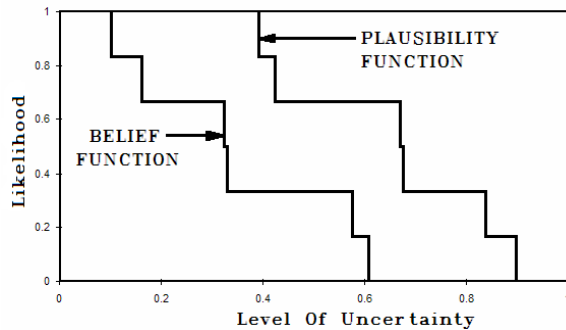 1
0.8
0.6
0.4
0.2
0
Likelihood
PLAUSIBILITY
FUNCTION
BELIEF
FUNCTION
0
0.2
0.4
0.6
0.8
1
Level Of Uncertainty